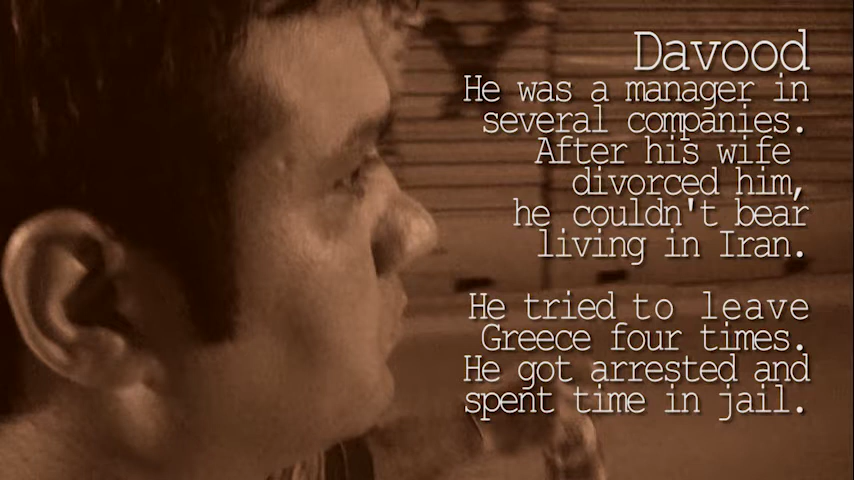 Davood
He was a manager in
several companies.
After his wife
divorced him,
he couldn't bear
living in Iran.
He tried to leave
Greece four times.
He got arrested and
spent time in jail.